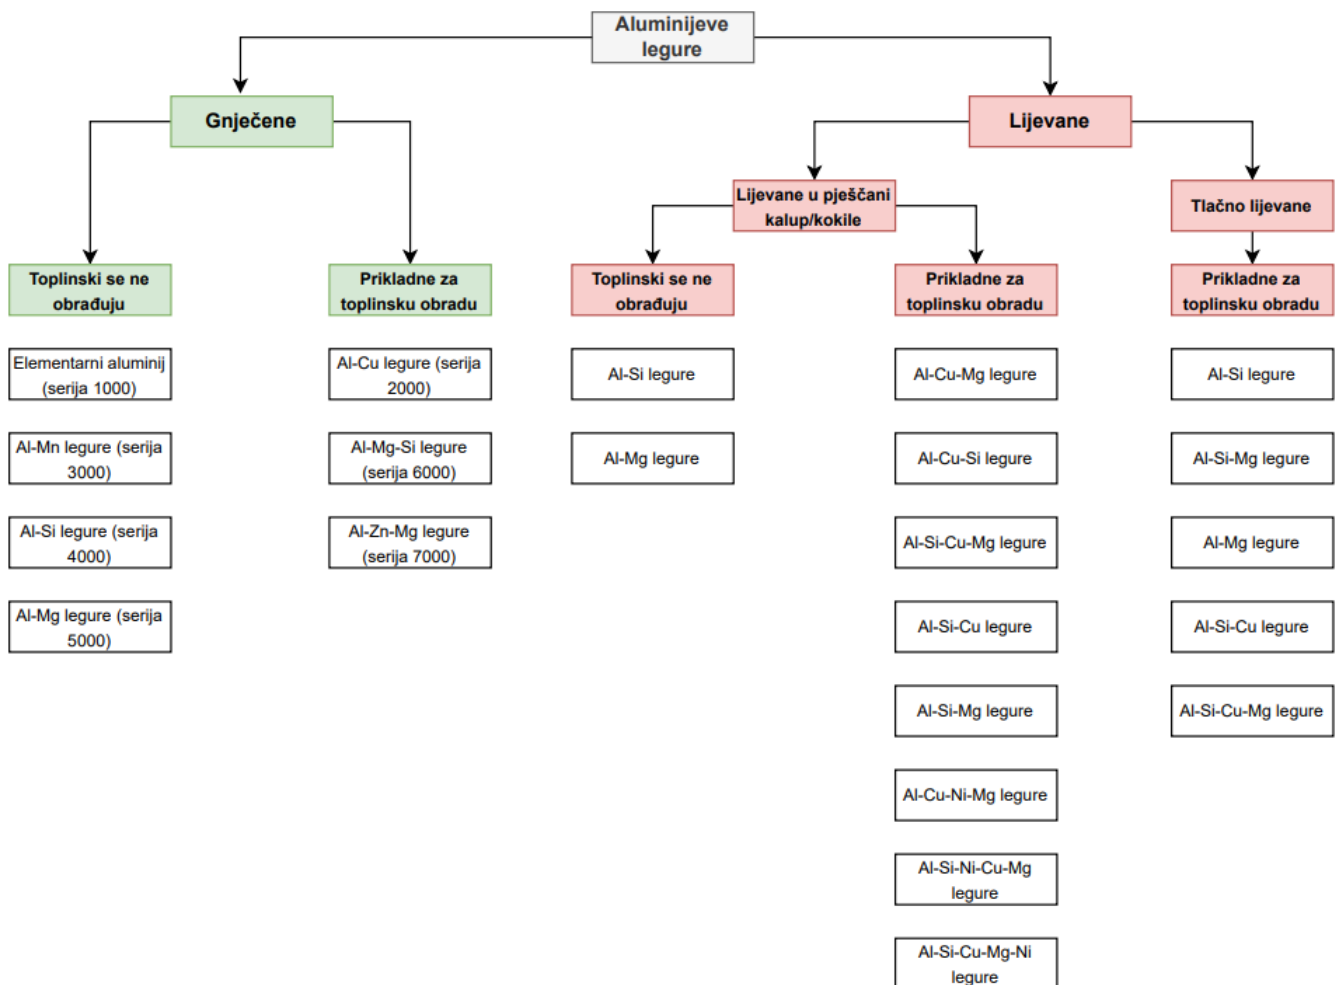 Aluminijeve
legure
Gnječene
Lijevane
Lijevane u pješčani
kalup/kokile
Tlačno lijevane
Toplinski se ne
obrađuju
Prikladne za
toplinsku obradu
Toplinski se ne
obrađuju
Prikladne za
toplinsku obradu
Prikladne za
toplinsku obradu
Elementarni aluminij
(serija 1000)
Al-Mn legure (serija
3000)
Al-Si legure (serija
4000)
Al-Mg legure (serija
5000)
Al-Cu legure (serija
2000)
Al-Mg-Si legure
(serija 6000)
Al-Zn-Mg legure
(serija 7000)
Al-Si legure
Al-Mg legure
Al-Cu-Mg legure
Al-Cu-Si legure
Al-Si-Cu-Mg legure
Al-Si-Cu legure
Al-Si-Mg legure
Al-Cu-Ni-Mg legure
Al-Si-Ni-Cu-Mg
legure
Al-Si-Cu-Mg-Ni
legure
Al-Si legure
Al-Si-Mg legure
Al-Mg legure
Al-Si-Cu legure
Al-Si-Cu-Mg legure